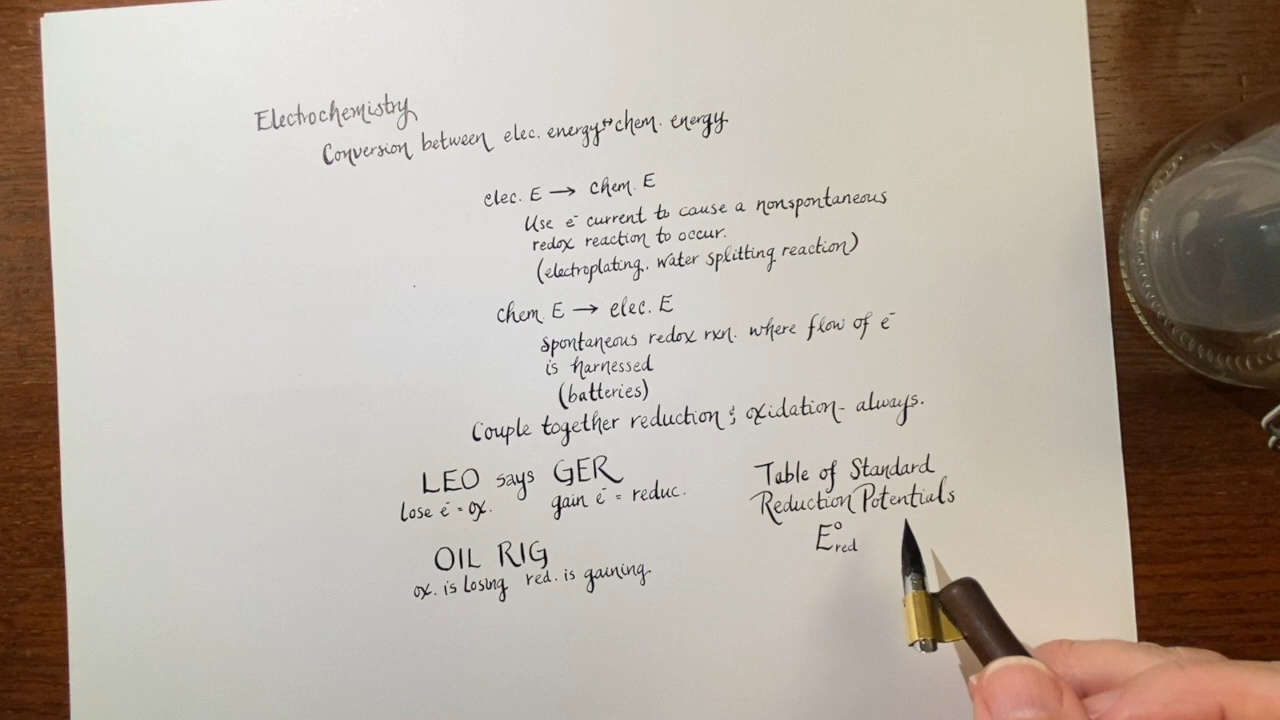 Electrochemistry
Conversion between elec. energy ↔ chem. energy
elec. E → chem. E
Use e⁻ current to cause a nonspontaneous
redox reaction to occur.
(electroplating, water splitting reaction)
chem. E → elec. E
spontaneous redox rxn. where flow of e⁻
is harnessed
(batteries)
Couple together reduction & oxidation - always.
LEO says GER
lose e⁻ = ox. gain e⁻ = reduc.
OIL RIG
ox. is losing red. is gaining.
Table of Standard
Reduction Potentials
E°red